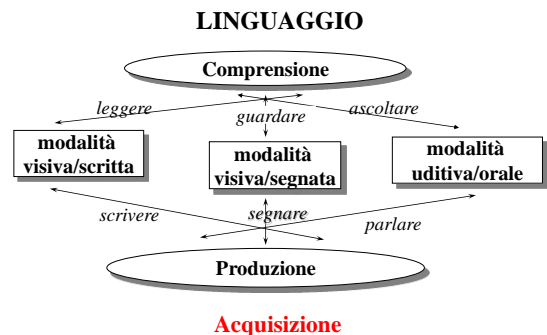 LINGUAGGIO
Comprensione
leggere
guardare
ascoltare
modalità
visiva/scritta
modalità
visiva/segnata
modalità
uditiva/orale
scrivere
segnare
parlare
Produzione
Acquisizione